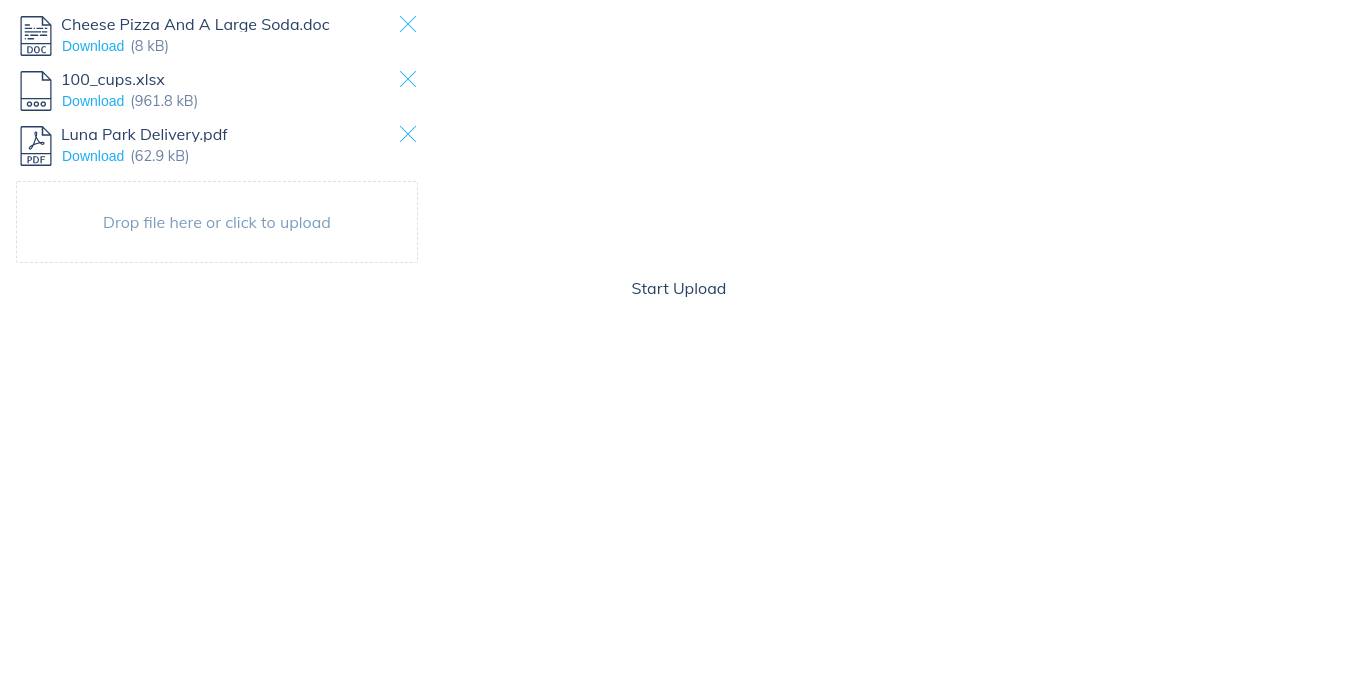 Cheese Pizza And A Large Soda.doc
DOC
Download (8 kB)
100_cups.xlsx
Download (961.8 kB)
Luna Park Delivery.pdf
PDF
Download (62.9 kB)
Drop file here or click to upload
Start Upload